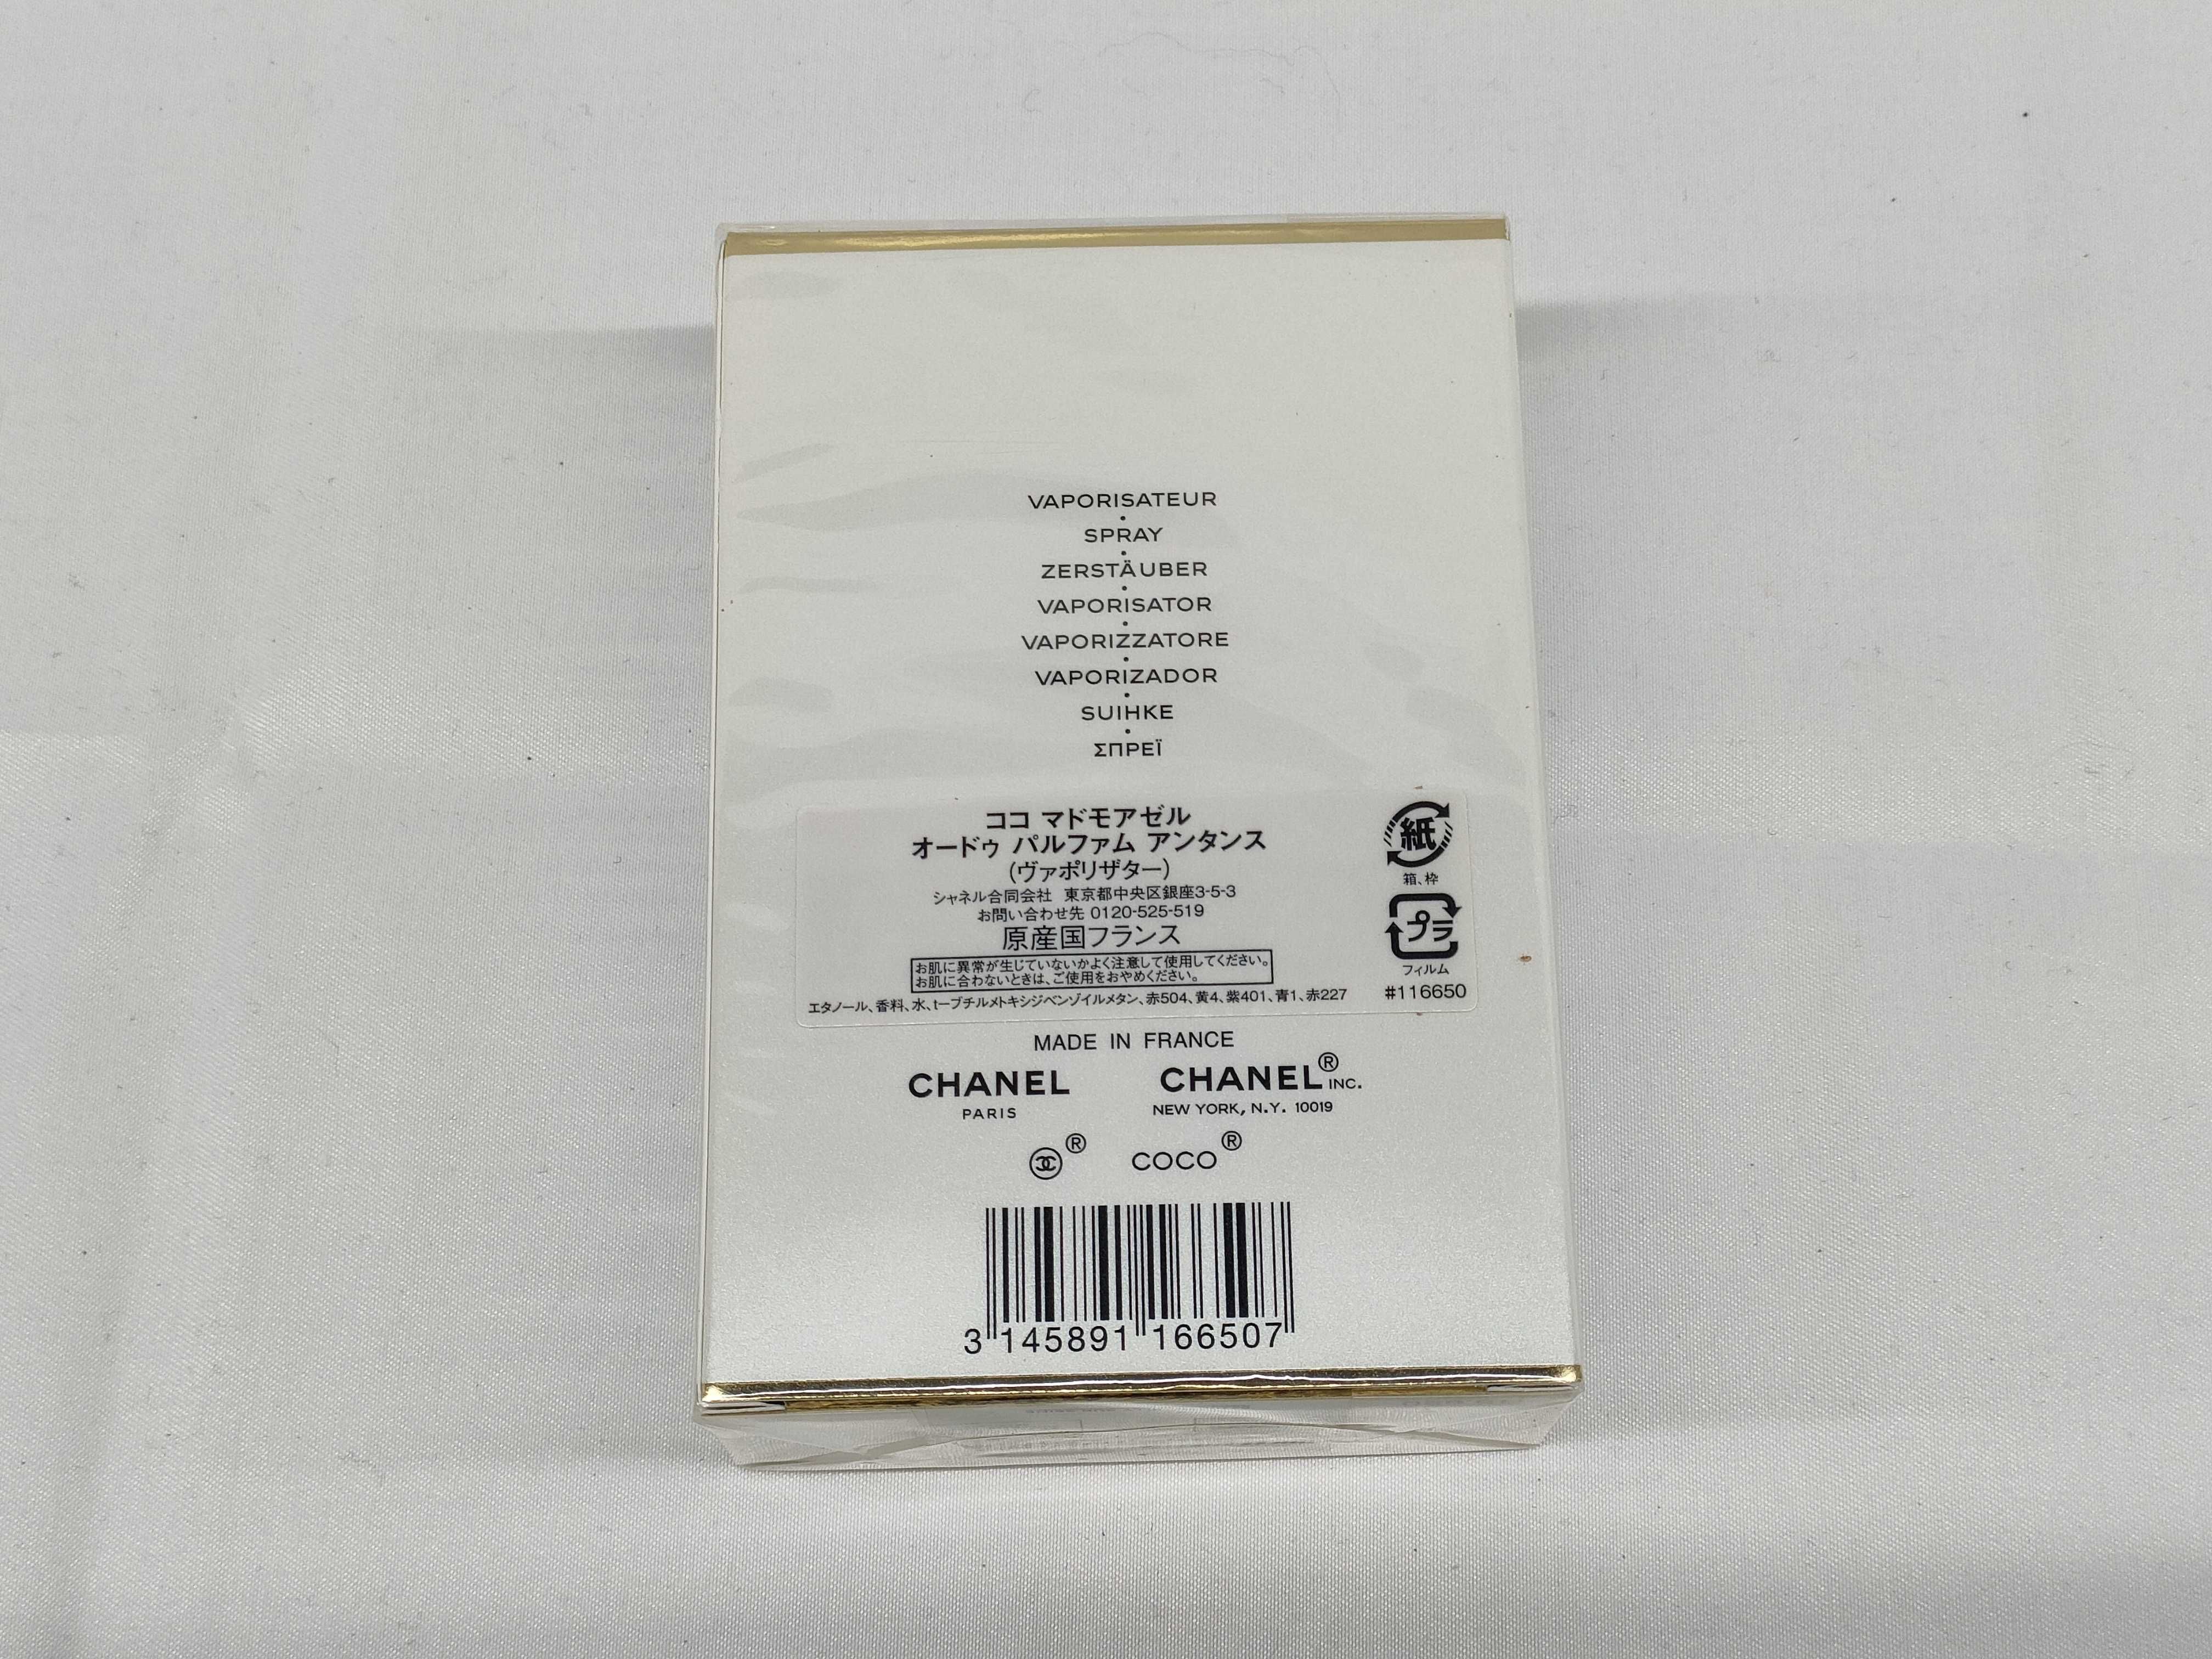 VAPORISATEUR
•
SPRAY
•
ZERSTÄUBER
•
VAPORISATOR
•
VAPORIZZATORE
•
VAPORIZADOR
•
SUIHKE
•
ΣΠΡΕΪ
ココ マドモアゼル
オードゥ パルファム アンタンス
(ヴァポリザター)
シャネル合同会社 東京都中央区銀座3-5-3
お問い合わせ先 0120-525-519
原産国フランス
お肌に異常が生じていないかよく注意して使用してください。
お肌に合わないときは、ご使用をおやめください。
エタノール、香料、水、t-ブチルメトキシジベンゾイルメタン、赤504、黄4、紫401、青1、赤227
紙
箱、枠
プラ
フィルム
#116650
MADE IN FRANCE
CHANEL
PARIS
CHANEL® INC.
NEW YORK, N.Y. 10019
® COCO®
3 145891 166507